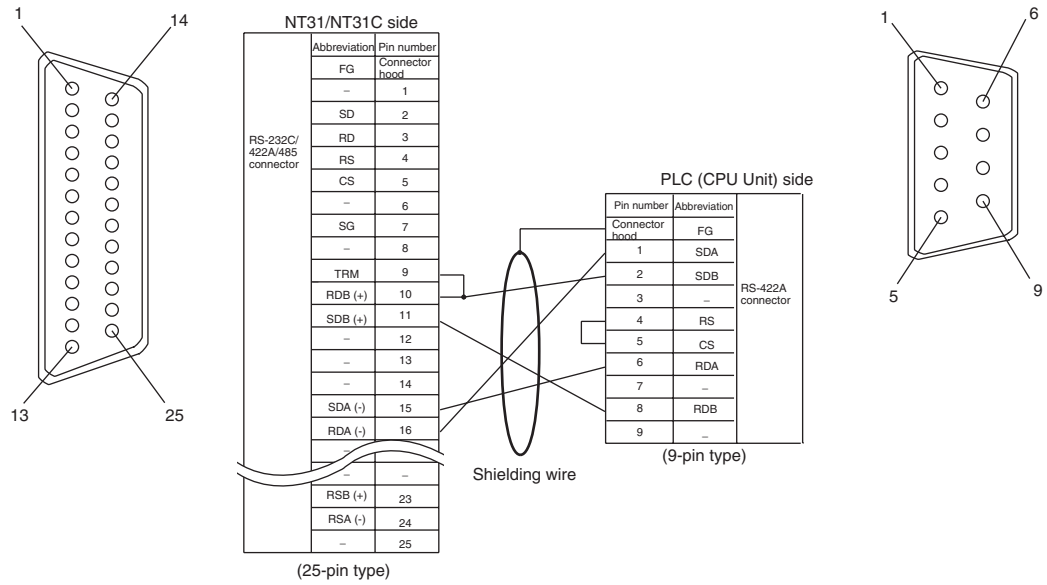 1
14
13
25
NT31/NT31C side
RS-232C/
422A/485
connector
Abbreviation Pin number
FG Connector hood
– 1
SD 2
RD 3
RS 4
CS 5
– 6
SG 7
– 8
TRM 9
RDB (+) 10
SDB (+) 11
– 12
– 13
– 14
SDA (-) 15
RDA (-) 16
–
– –
RSB (+) 23
RSA (-) 24
– 25
(25-pin type)
Shielding wire
PLC (CPU Unit) side
Pin number Abbreviation
Connector hood FG
1 SDA
2 SDB
3 –
4 RS
5 CS
6 RDA
7 –
8 RDB
9 –
RS-422A
connector
(9-pin type)
1
6
5
9